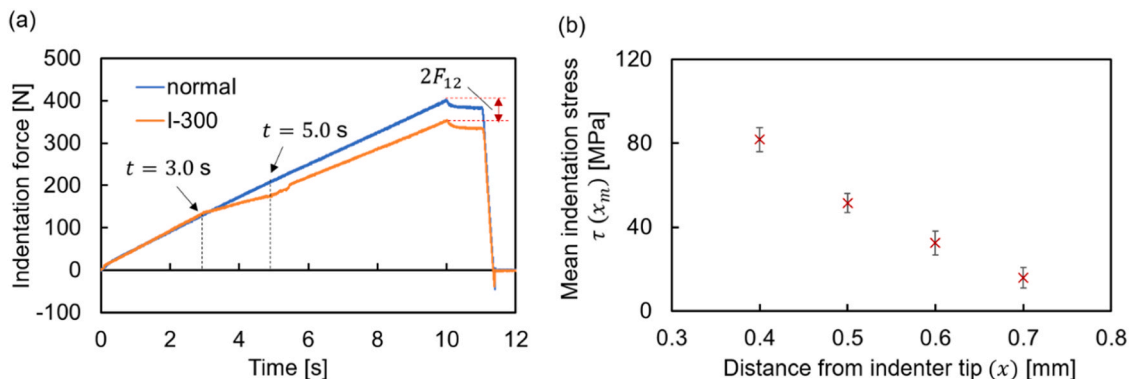 (a)
500
400
300
200
100
0
-100
Indentation force [N]
normal
I-300
t = 3.0 s
t = 5.0 s
2F₁₂
0
2
4
6
8
10
12
Time [s]
(b)
120
80
40
0
Mean indentation stress
τ (xₘ) [MPa]
0.3
0.4
0.5
0.6
0.7
0.8
Distance from indenter tip (x) [mm]